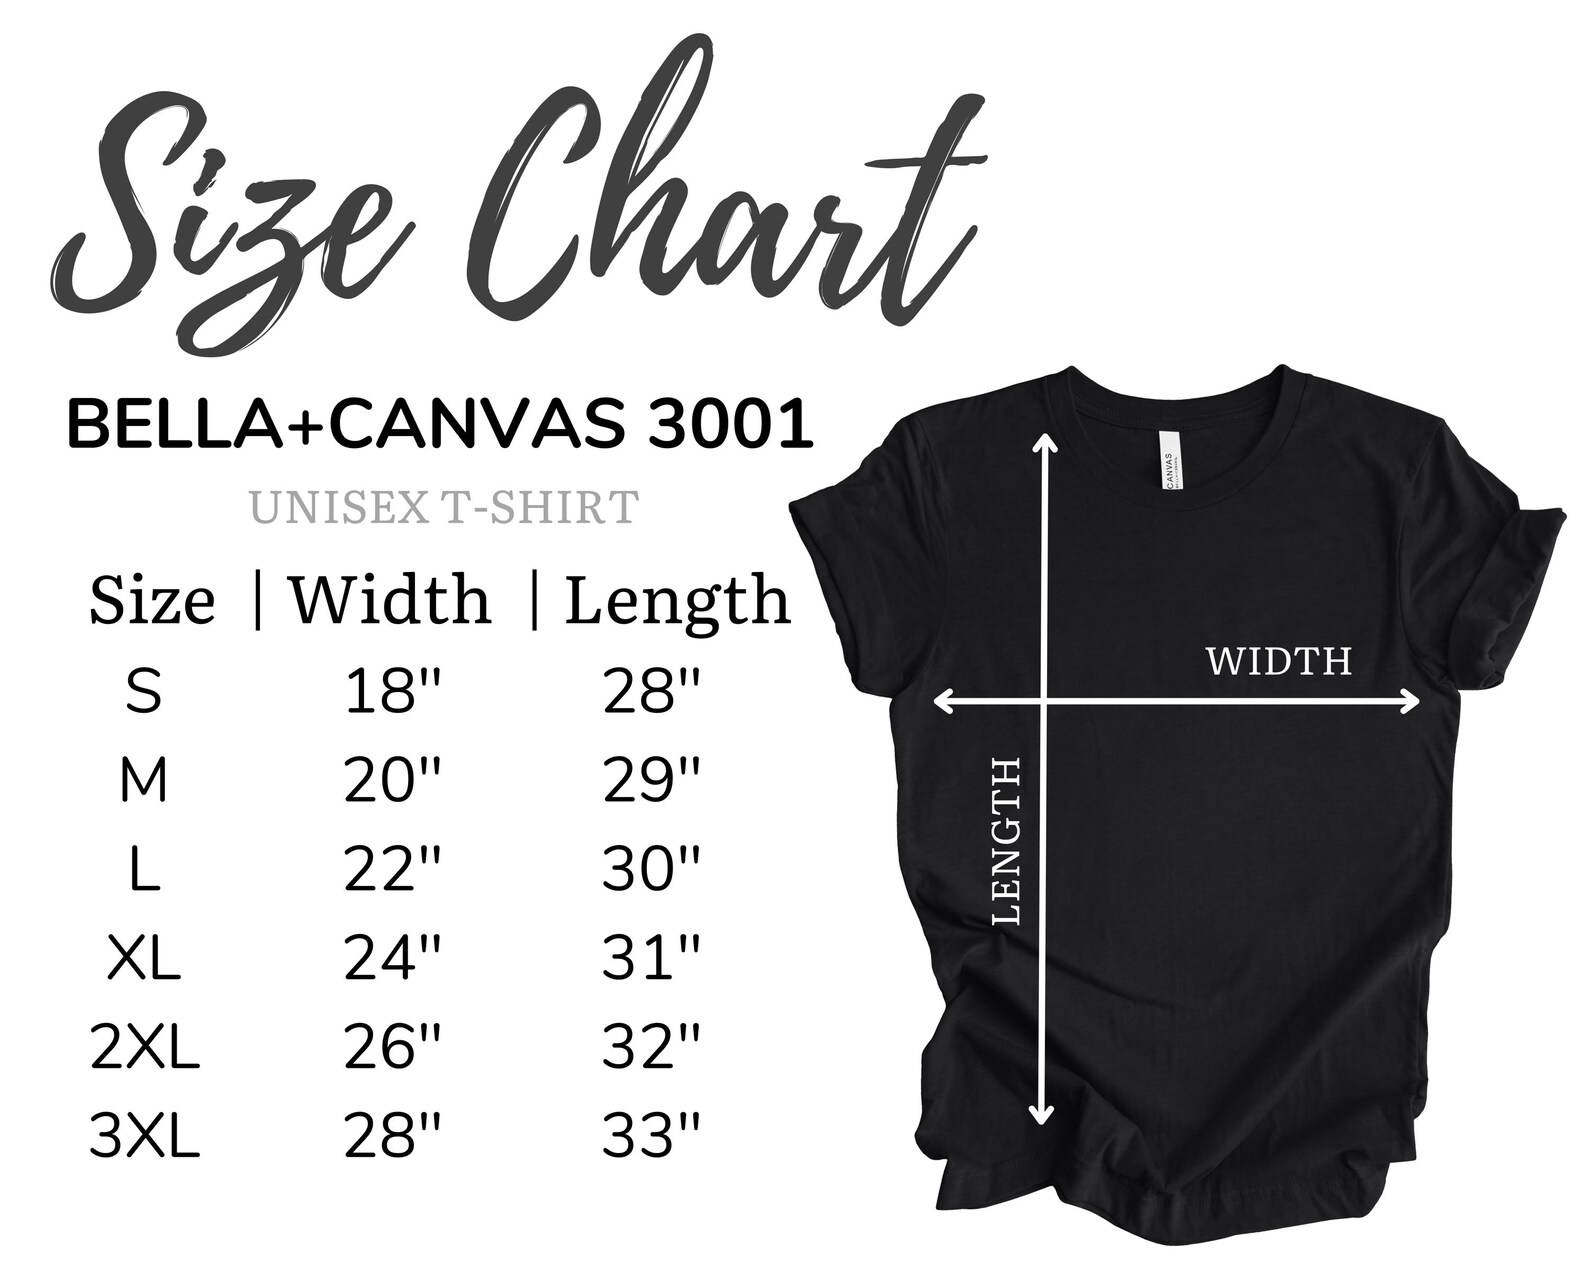 Size Chart
BELLA+CANVAS 3001
UNISEX T-SHIRT
Size | Width | Length
S 18" 28"
M 20" 29"
L 22" 30"
XL 24" 31"
2XL 26" 32"
3XL 28" 33"
CANVAS
WIDTH
LENGTH